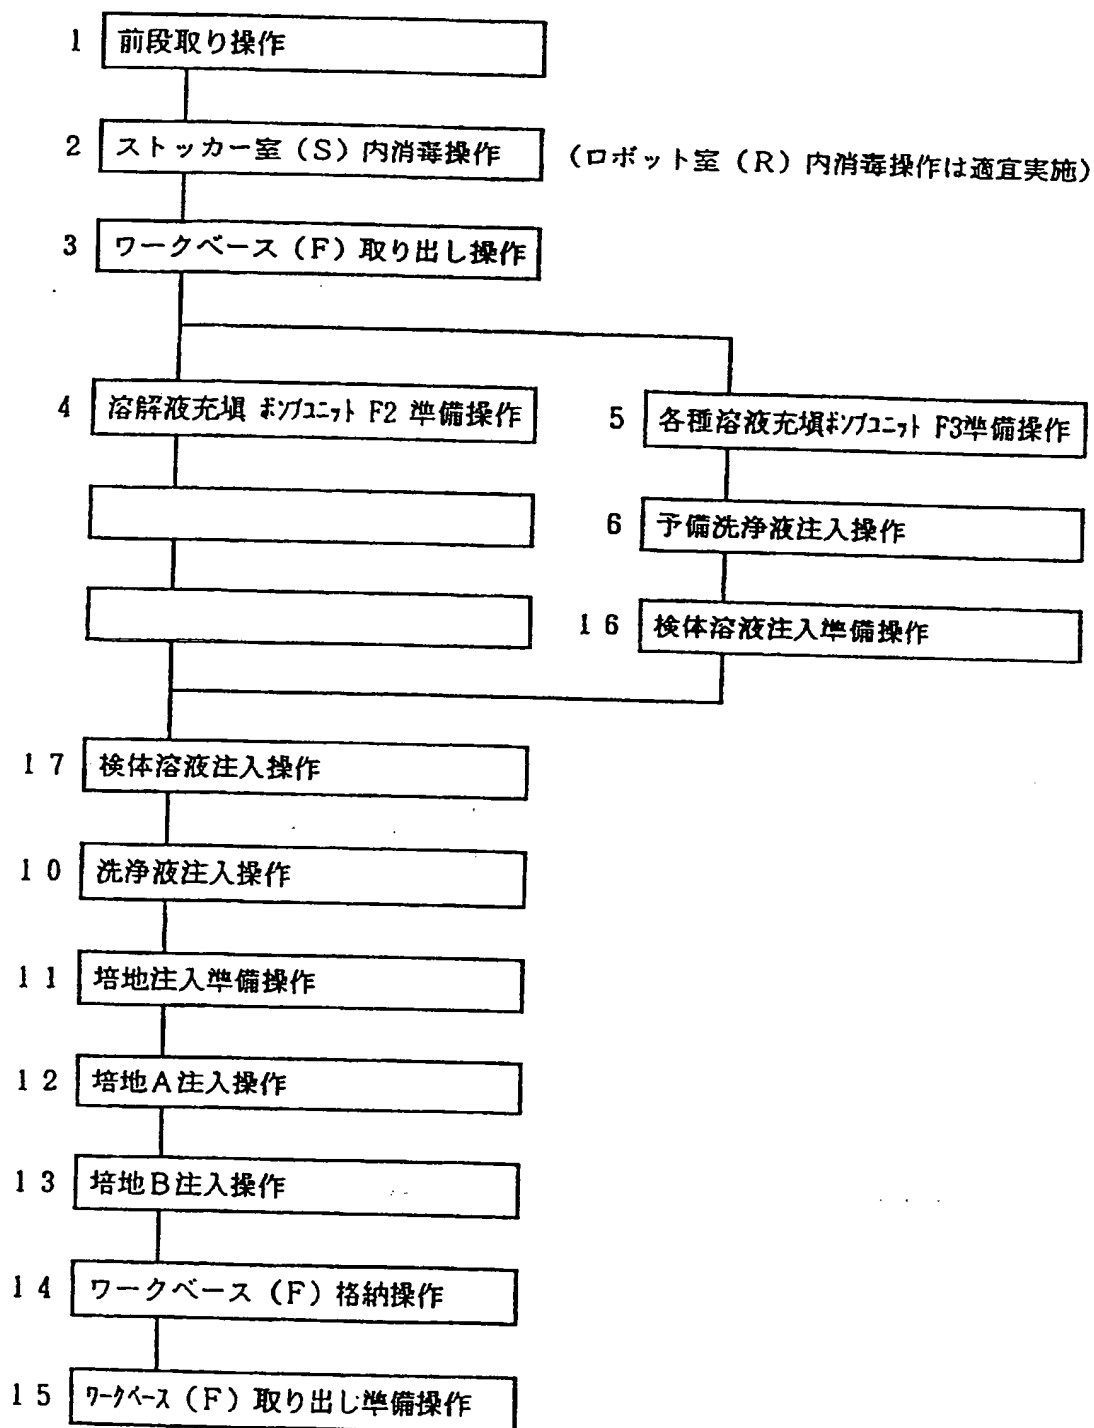 1 前段取り操作
2 ストッカー室(S)内消毒操作 (ロボット室(R)内消毒操作は適宜実施)
3 ワークベース(F)取り出し操作
4 溶解液充填 ポンプユニット F2 準備操作
5 各種溶液充填ポンプユニット F3準備操作
6 予備洗浄液注入操作
16 検体溶液注入準備操作
17 検体溶液注入操作
10 洗浄液注入操作
11 培地注入準備操作
12 培地A注入操作
13 培地B注入操作
14 ワークベース(F)格納操作
15 ワークベース(F)取り出し準備操作